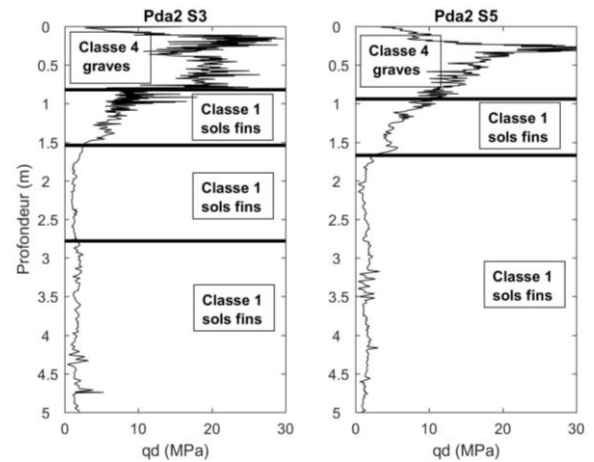 Pda2 S3
0
0.5
1
1.5
2
2.5
3
3.5
4
4.5
5
Profondeur (m)
Classe 4
graves
Classe 1
sols fins
Classe 1
sols fins
Classe 1
sols fins
0 10 20 30
qd (MPa)
Pda2 S5
0
0.5
1
1.5
2
2.5
3
3.5
4
4.5
5
Classe 4
graves
Classe 1
sols fins
Classe 1
sols fins
0 10 20 30
qd (MPa)